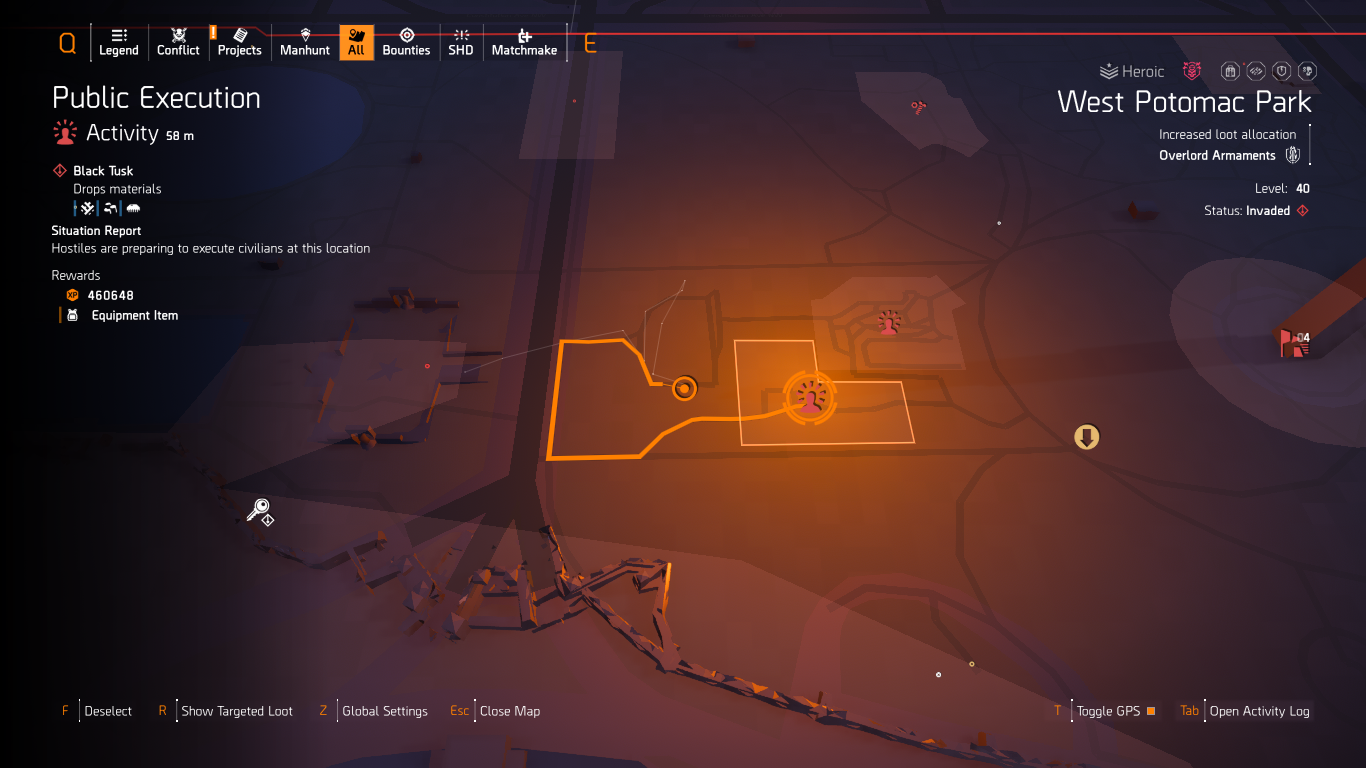 Q
Legend
Conflict
Projects
Manhunt
All
Bounties
SHD
Matchmake
E
Public Execution
Activity 58 m
Black Tusk
Drops materials
Situation Report
Hostiles are preparing to execute civilians at this location
Rewards
XP 460648
Equipment Item
Heroic
West Potomac Park
Increased loot allocation
Overlord Armaments
Level: 40
Status: Invaded
04
F Deselect
R Show Targeted Loot
Z Global Settings
Esc Close Map
T Toggle GPS
Tab Open Activity Log